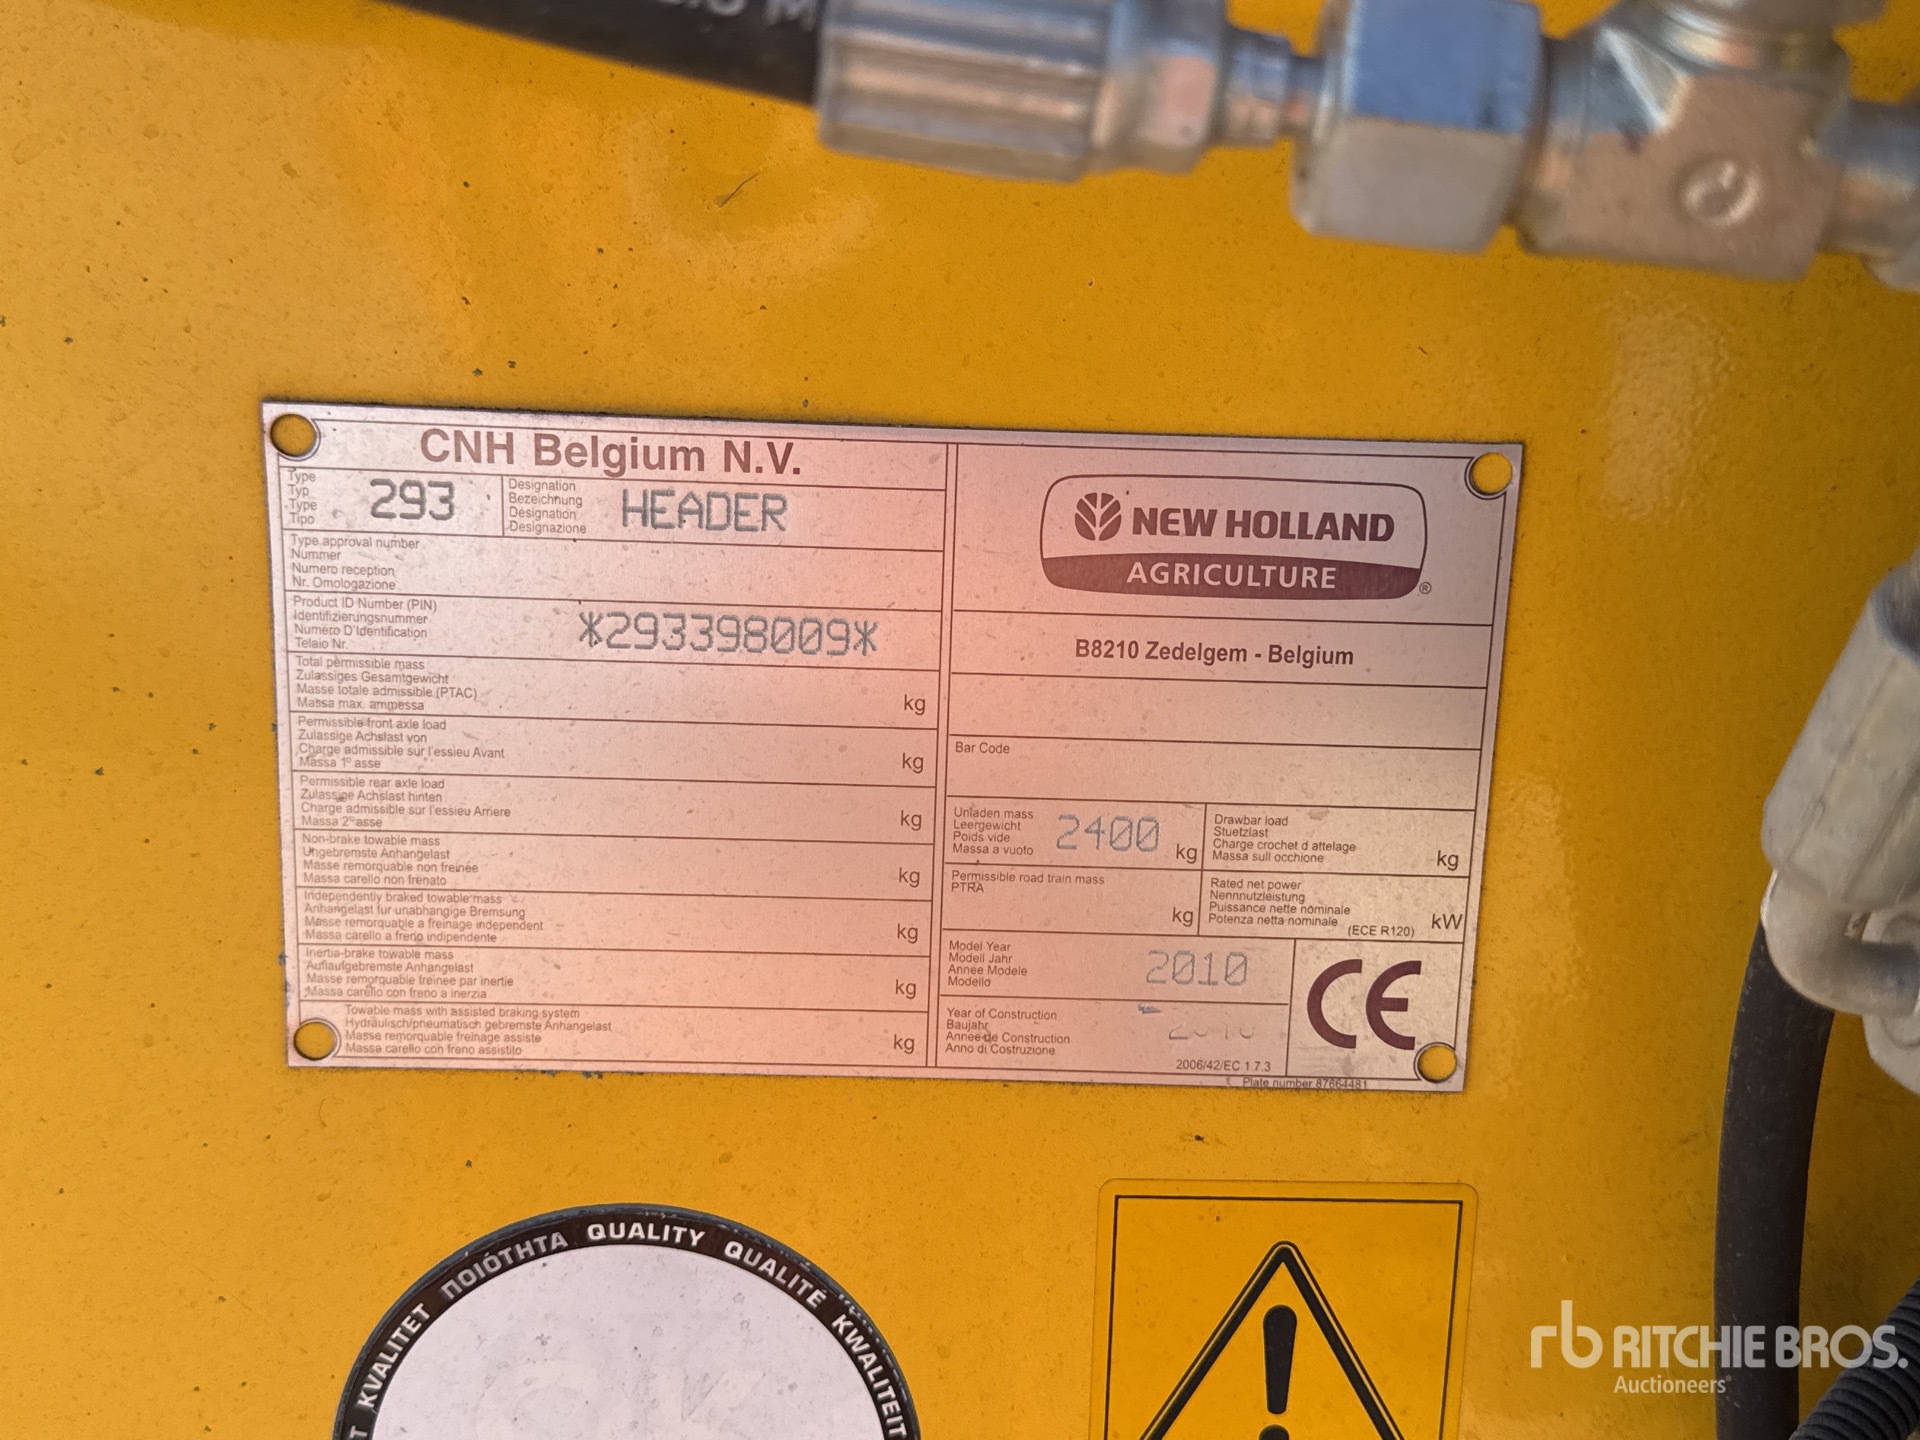 CNH Belgium N.V.
Type
Typ
Type
Tipo
293
Designation
Bezeichnung
Désignation
Designazione
HEADER
Type approval number
Nummer
Numero reception
Nr. Omologazione
Product ID Number (PIN)
Identifizierungsnummer
Numéro D'Identification
Telaio Nr.
*293398009*
Total permissible mass
Zulassiges Gesamtgewicht
Masse totale admissible (PTAC)
Massa max. ammessa
kg
Permissible front axle load
Zulassige Achslast von
Charge admissible sur l'essieu Avant
Massa 1° asse
kg
Permissible rear axle load
Zulassige Achslast hinten
Charge admissible sur l'essieu Arriere
Massa 2° asse
kg
Non-brake towable mass
Ungebremste Anhangelast
Masse remorquable non freinée
Massa carello non frenato
kg
Independently braked towable mass
Anhangelast fur unabhangige Bremsung
Masse remorquable a freinage independent
Massa carello a freno indipendente
kg
Inertia-brake towable mass
Auflaufgebremste Anhangelast
Masse remorquable freinee par inertie
Massa carello con freno a inerzia
kg
Towable mass with assisted braking system
Hydraulisch/pneumatisch gebremste Anhangelast
Masse remorquable freinage assiste
Massa carello con freno assistito
kg
NEW HOLLAND
AGRICULTURE
®
B8210 Zedelgem - Belgium
Bar Code
Unladen mass
Leergewicht
Poids vide
Massa a vuoto
2400
kg
Drawbar load
Stuetzlast
Charge crochet d attelage
Massa sull occhione
kg
Permissible road train mass
PTRA
kg
Rated net power
Nennnutzleistung
Puissance nette nominale
Potenza netta nominale
(ECE R120)
kW
Model Year
Modell Jahr
Annee Modele
Modello
2010
Year of Construction
Baujahr
Année de Construction
Anno di Costruzione
2010
2006/42/EC 1.7.3
CE
Plate number 87664481
KVALITET ΠΟΙΌΤΗΤΑ QUALITY QUALITÉ KWALITEIT
rb RITCHIE BROS.
Auctioneers